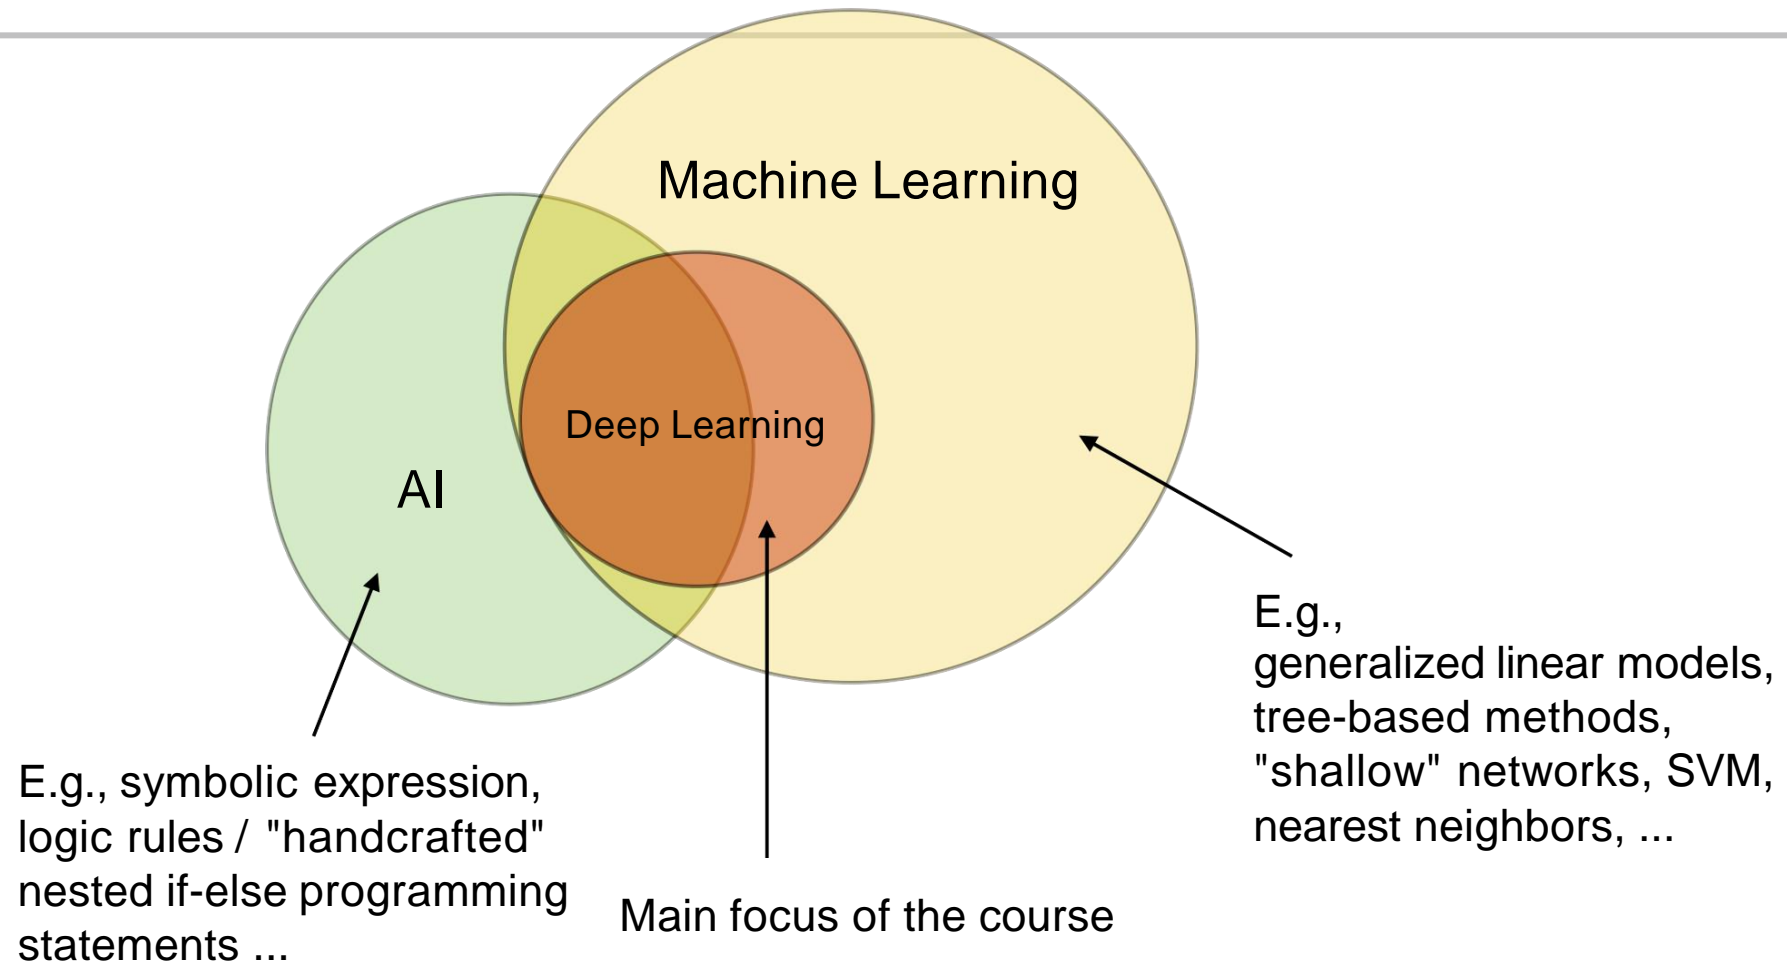 Machine Learning
Deep Learning
AI
E.g.,
generalized linear models,
tree-based methods,
"shallow" networks, SVM,
nearest neighbors, ...
E.g., symbolic expression,
logic rules / "handcrafted"
nested if-else programming
statements ...
Main focus of the course